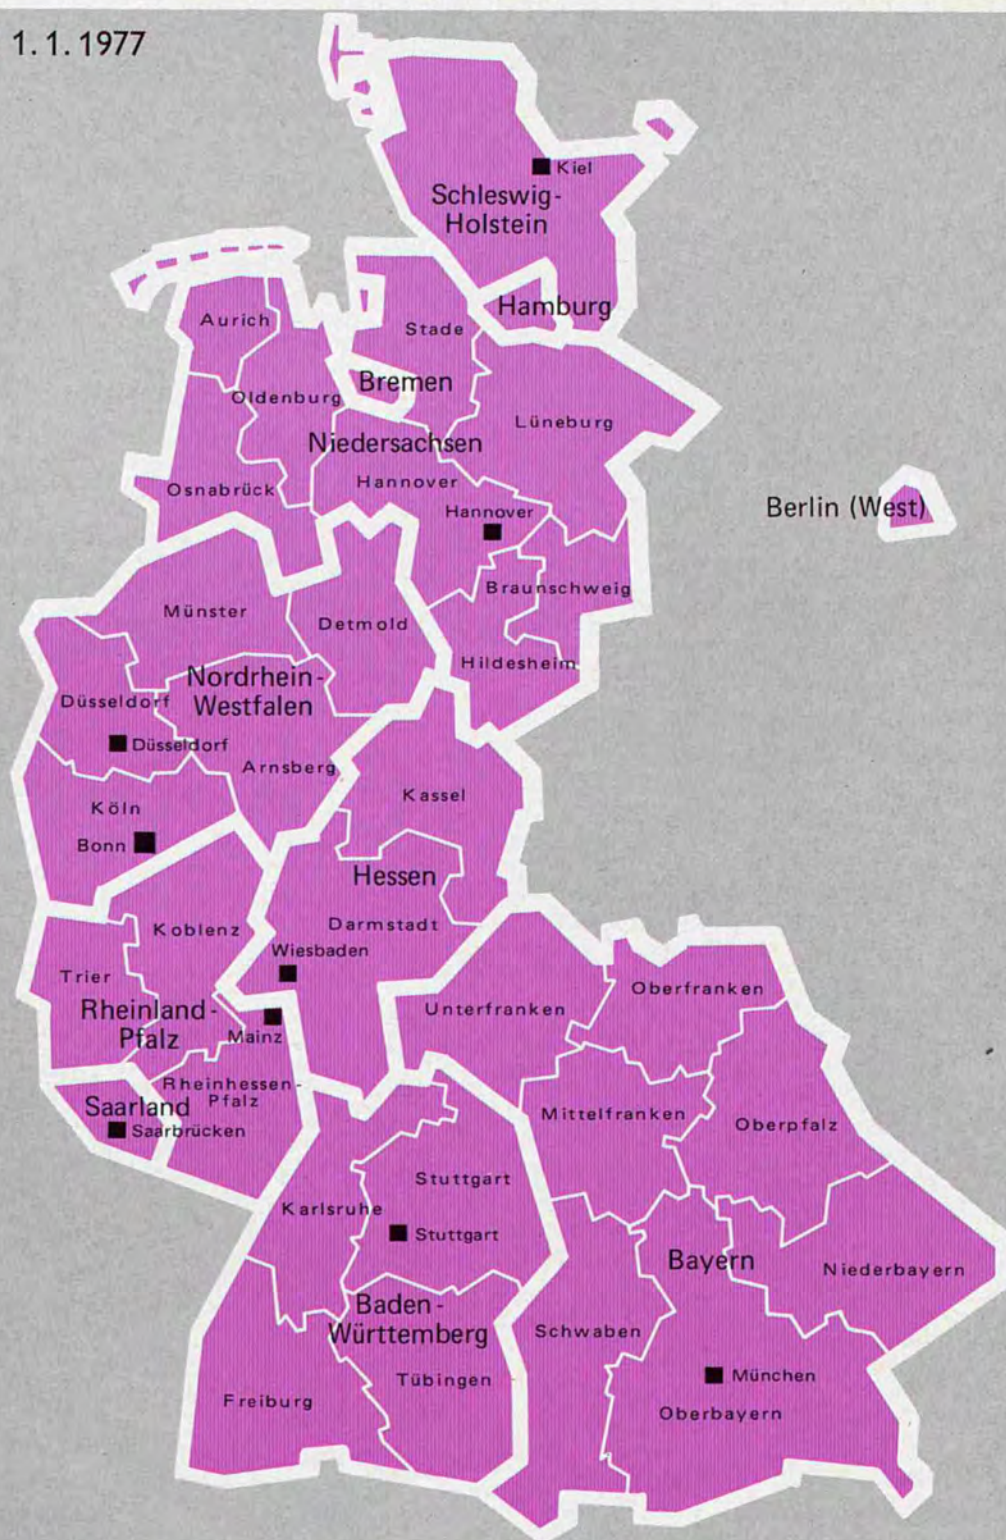 1. 1. 1977
Kiel
Schleswig-
Holstein
Hamburg
Aurich
Stade
Bremen
Oldenburg
Lüneburg
Niedersachsen
Hannover
Osnabrück
Hannover
Berlin (West)
Braunschweig
Münster
Detmold
Hildesheim
Nordrhein-
Westfalen
Düsseldorf
Düsseldorf
Arnsberg
Kassel
Köln
Bonn
Hessen
Koblenz
Darmstadt
Wiesbaden
Trier
Oberfranken
Unterfranken
Rheinland-
Pfalz
Mainz
Rheinhessen-
Pfalz
Saarland
Saarbrücken
Mittelfranken
Oberpfalz
Stuttgart
Karlsruhe
Stuttgart
Bayern
Niederbayern
Baden-
Württemberg
Schwaben
Tübingen
München
Freiburg
Oberbayern